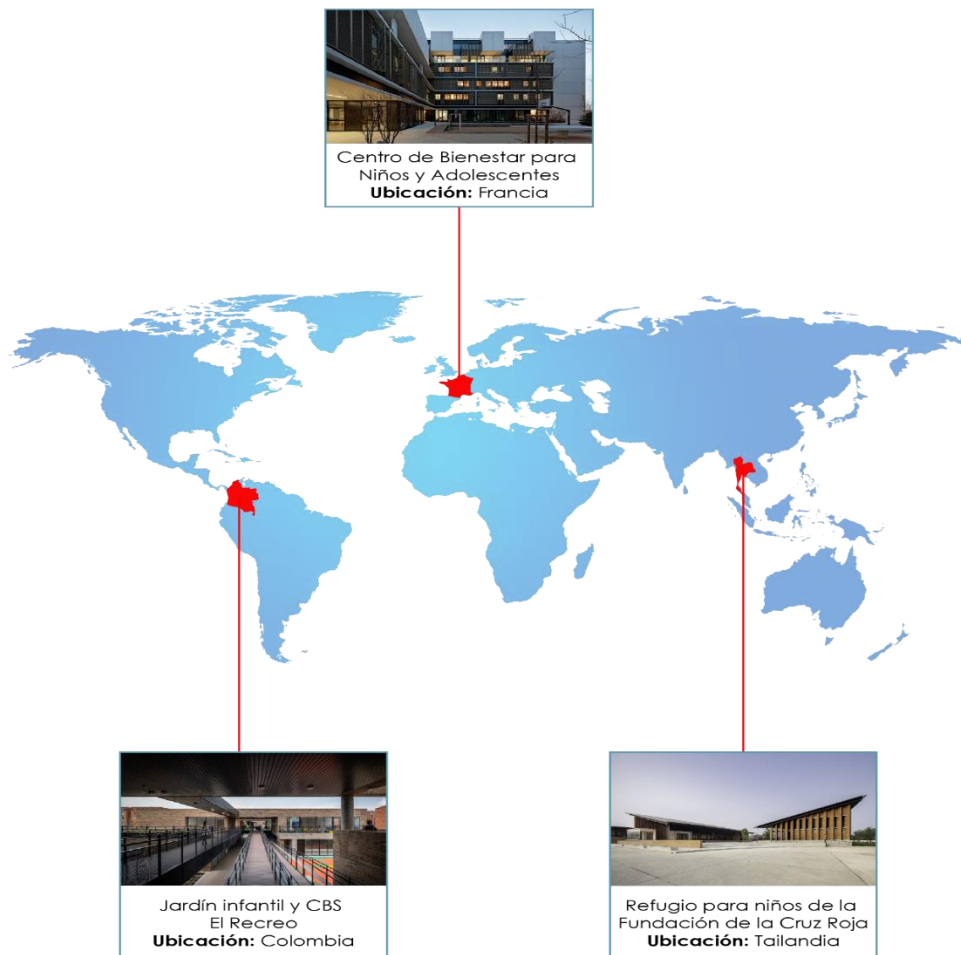 Centro de Bienestar para
Niños y Adolescentes
Ubicación: Francia
Jardín infantil y CBS
El Recreo
Ubicación: Colombia
Refugio para niños de la
Fundación de la Cruz Roja
Ubicación: Tailandia